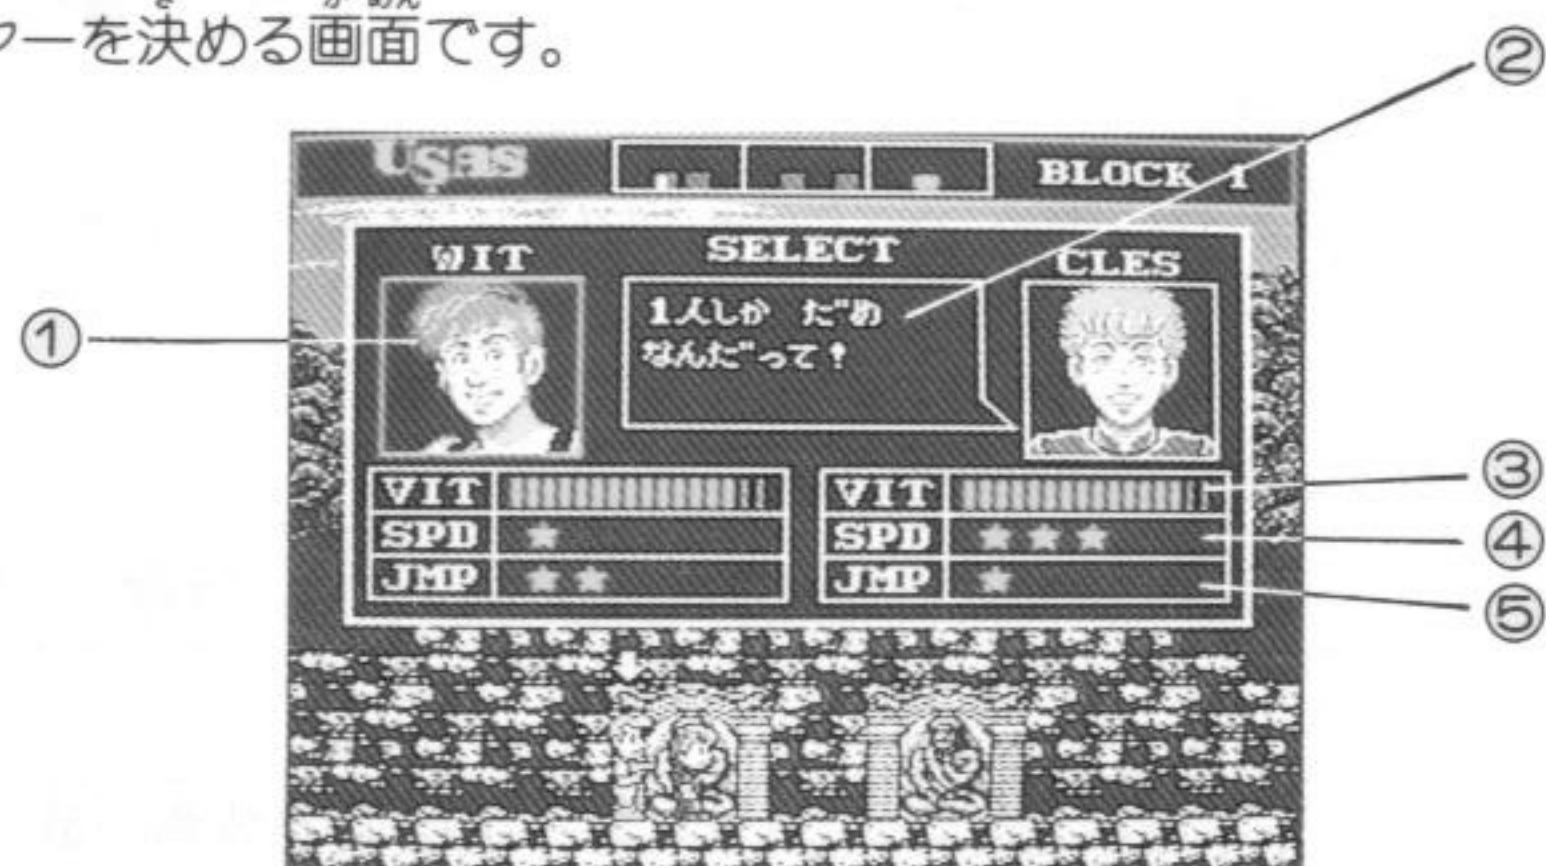 ターを決める画面です。
②
Usas BLOCK 1
WIT SELECT CLES
1人しか だめ
なんだって!
①
VIT VIT
③
SPD ★ SPD ★★★
④
JMP ★★ JMP ★
⑤